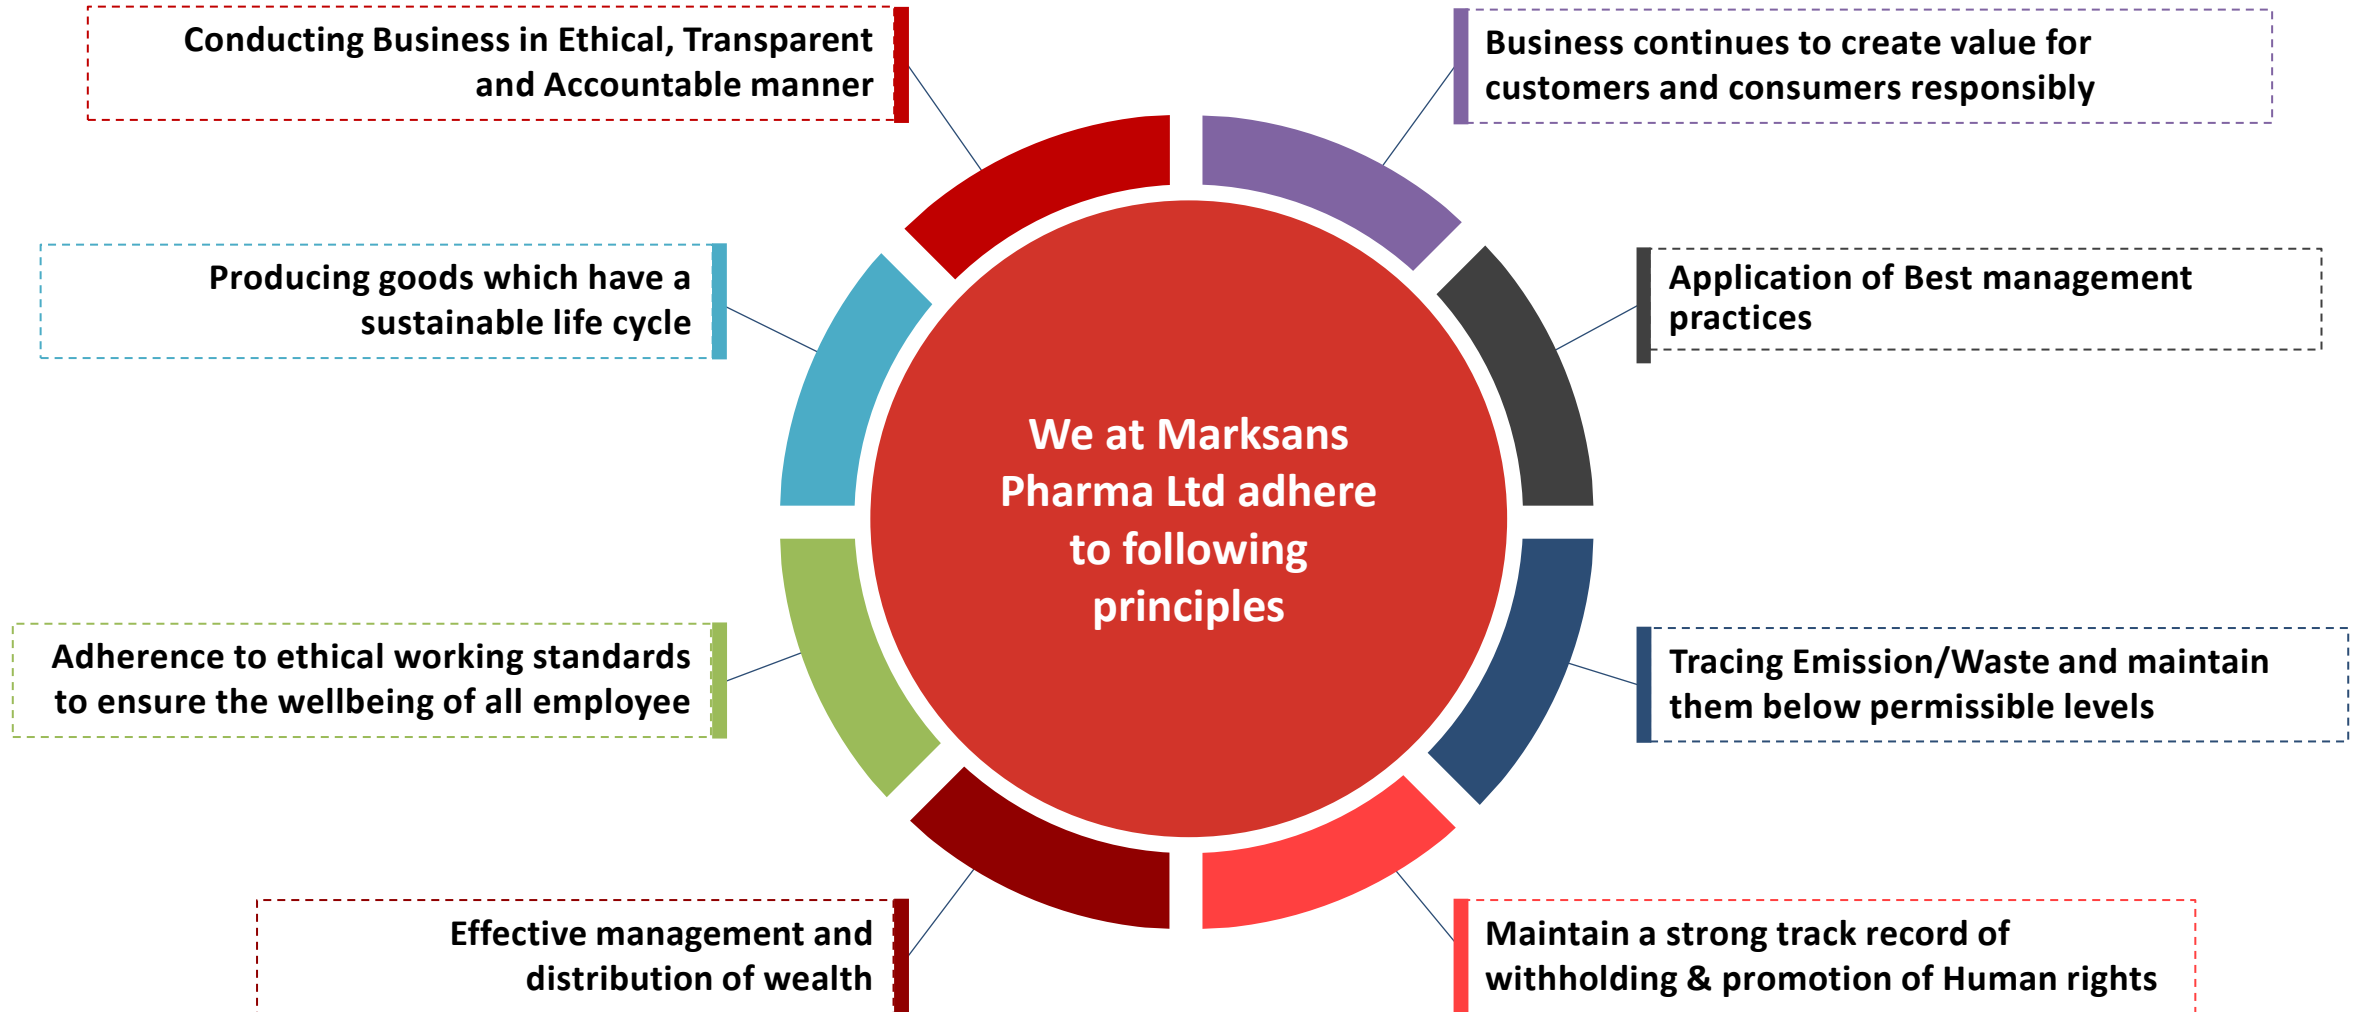 Conducting Business in Ethical, Transparent
and Accountable manner
Business continues to create value for
customers and consumers responsibly
Producing goods which have a
sustainable life cycle
Application of Best management
practices
We at Marksans
Pharma Ltd adhere
to following
principles
Adherence to ethical working standards
to ensure the wellbeing of all employee
Tracing Emission/Waste and maintain
them below permissible levels
Effective management and
distribution of wealth
Maintain a strong track record of
withholding & promotion of Human rights